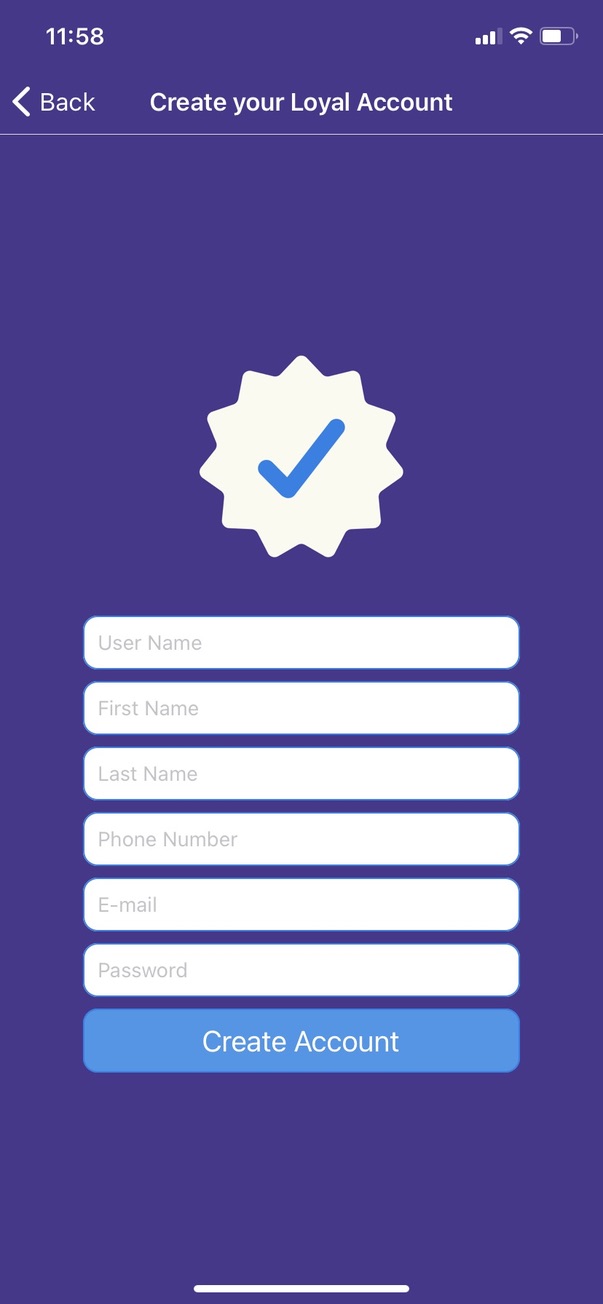 11:58
Back
Create your Loyal Account
User Name
First Name
Last Name
Phone Number
E-mail
Password
Create Account